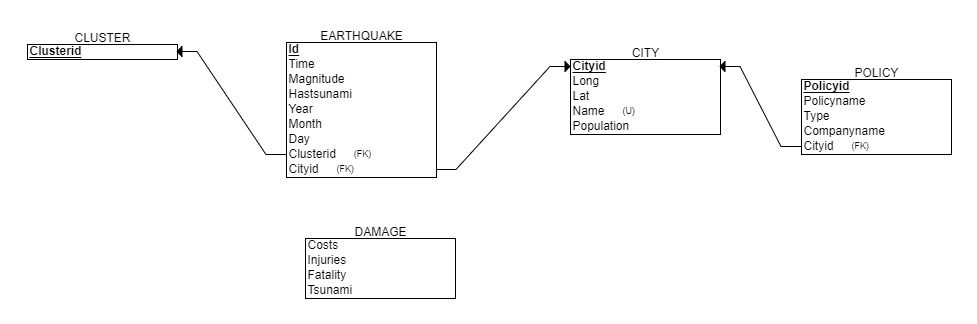 CLUSTER
Clusterid
EARTHQUAKE
Id
Time
Magnitude
Hastsunami
Year
Month
Day
Clusterid (FK)
Cityid (FK)
CITY
Cityid
Long
Lat
Name (U)
Population
POLICY
Policyid
Policyname
Type
Companyname
Cityid (FK)
DAMAGE
Costs
Injuries
Fatality
Tsunami